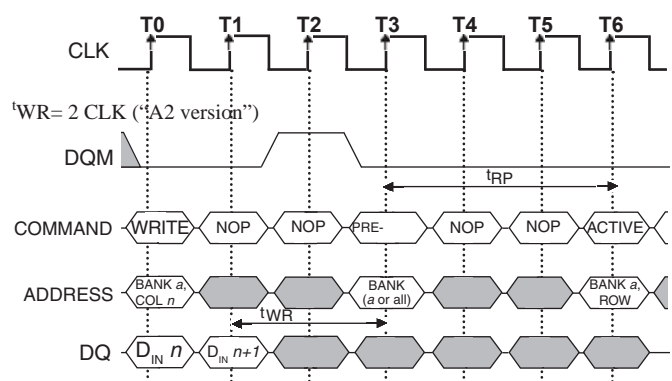 T0 T1 T2 T3 T4 T5 T6
CLK
tWR= 2 CLK (“A2 version”)
DQM
tRP
COMMAND WRITE NOP NOP PRE- NOP NOP ACTIVE
ADDRESS BANK a, COL n BANK (a or all) BANK a, ROW
tWR
DQ DIN n DIN n+1